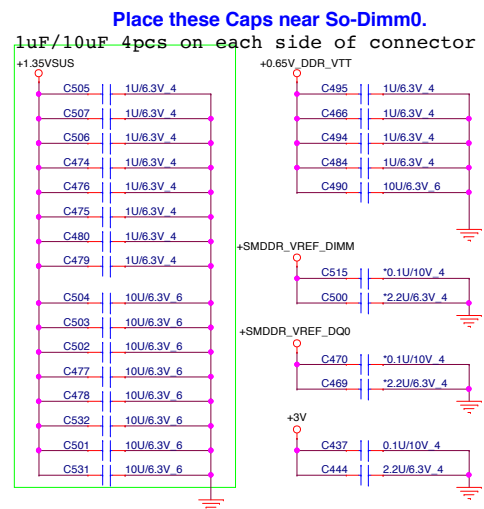 Place these Caps near So-Dimm0.
1uF/10uF 4pcs on each side of connector
+1.35VSUS
C505 1U/6.3V_4
C507 1U/6.3V_4
C506 1U/6.3V_4
C474 1U/6.3V_4
C476 1U/6.3V_4
C475 1U/6.3V_4
C480 1U/6.3V_4
C479 1U/6.3V_4
C504 10U/6.3V_6
C503 10U/6.3V_6
C502 10U/6.3V_6
C477 10U/6.3V_6
C478 10U/6.3V_6
C532 10U/6.3V_6
C501 10U/6.3V_6
C531 10U/6.3V_6
+0.65V_DDR_VTT
C495 1U/6.3V_4
C466 1U/6.3V_4
C494 1U/6.3V_4
C484 1U/6.3V_4
C490 10U/6.3V_6
+SMDDR_VREF_DIMM
C515 *0.1U/10V_4
C500 *2.2U/6.3V_4
+SMDDR_VREF_DQ0
C470 *0.1U/10V_4
C469 *2.2U/6.3V_4
+3V
C437 0.1U/10V_4
C444 2.2U/6.3V_4